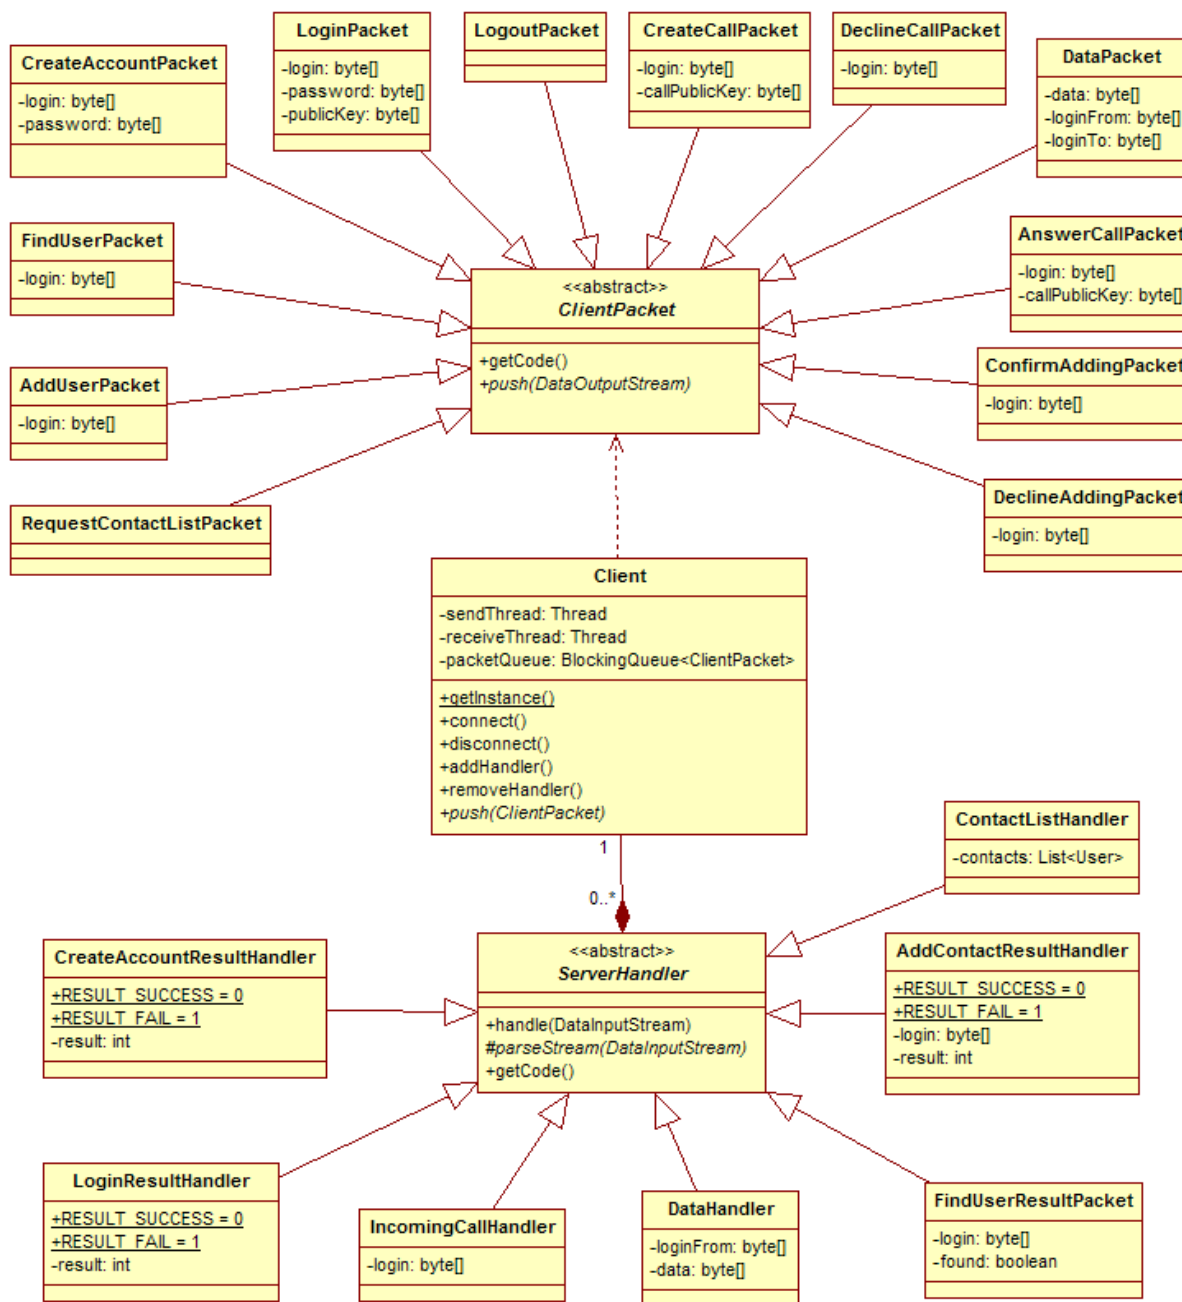 CreateAccountPacket
-login: byte[]
-password: byte[]
LoginPacket
-login: byte[]
-password: byte[]
-publicKey: byte[]
LogoutPacket
CreateCallPacket
-login: byte[]
-callPublicKey: byte[]
DeclineCallPacket
-login: byte[]
DataPacket
-data: byte[]
-loginFrom: byte[]
-loginTo: byte[]
FindUserPacket
-login: byte[]
<<abstract>>
ClientPacket
+getCode()
+push(DataOutputStream)
AnswerCallPacket
-login: byte[]
-callPublicKey: byte[]
AddUserPacket
-login: byte[]
ConfirmAddingPacket
-login: byte[]
RequestContactListPacket
DeclineAddingPacket
-login: byte[]
Client
-sendThread: Thread
-receiveThread: Thread
-packetQueue: BlockingQueue<ClientPacket>
+getInstance()
+connect()
+disconnect()
+addHandler()
+removeHandler()
+push(ClientPacket)
1
0..*
ContactListHandler
-contacts: List<User>
CreateAccountResultHandler
+RESULT_SUCCESS = 0
+RESULT_FAIL = 1
-result: int
<<abstract>>
ServerHandler
+handle(DataInputStream)
#parseStream(DataInputStream)
+getCode()
AddContactResultHandler
+RESULT_SUCCESS = 0
+RESULT_FAIL = 1
-login: byte[]
-result: int
LoginResultHandler
+RESULT_SUCCESS = 0
+RESULT_FAIL = 1
-result: int
IncomingCallHandler
-login: byte[]
DataHandler
-loginFrom: byte[]
-data: byte[]
FindUserResultPacket
-login: byte[]
-found: boolean